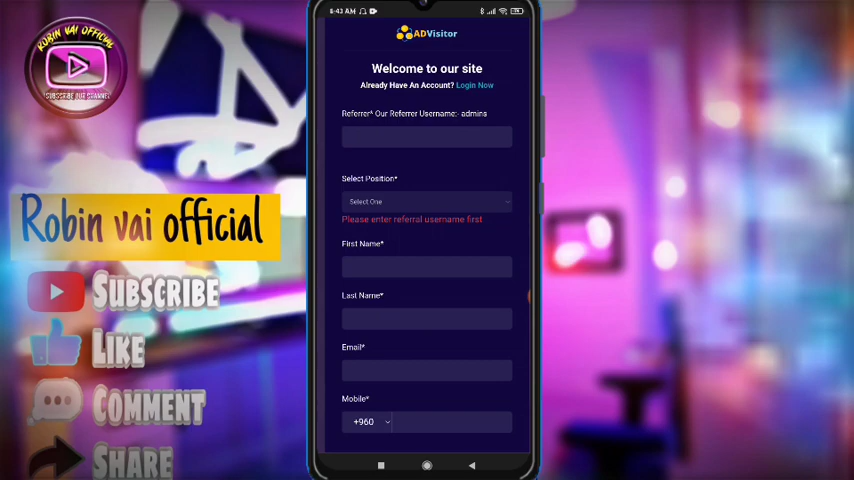 ROBIN VAI OFFICIAL
SUBSCRIBE OUR CHANNEL
Robin vai official
SUBSCRIBE
LIKE
COMMENT
SHARE
8:43 AM
ADVisitor
Welcome to our site
Already Have An Account? Login Now
Referrer* Our Referrer Username:- admins
Select Position*
Select One
Please enter referral username first
First Name*
Last Name*
Email*
Mobile*
+960